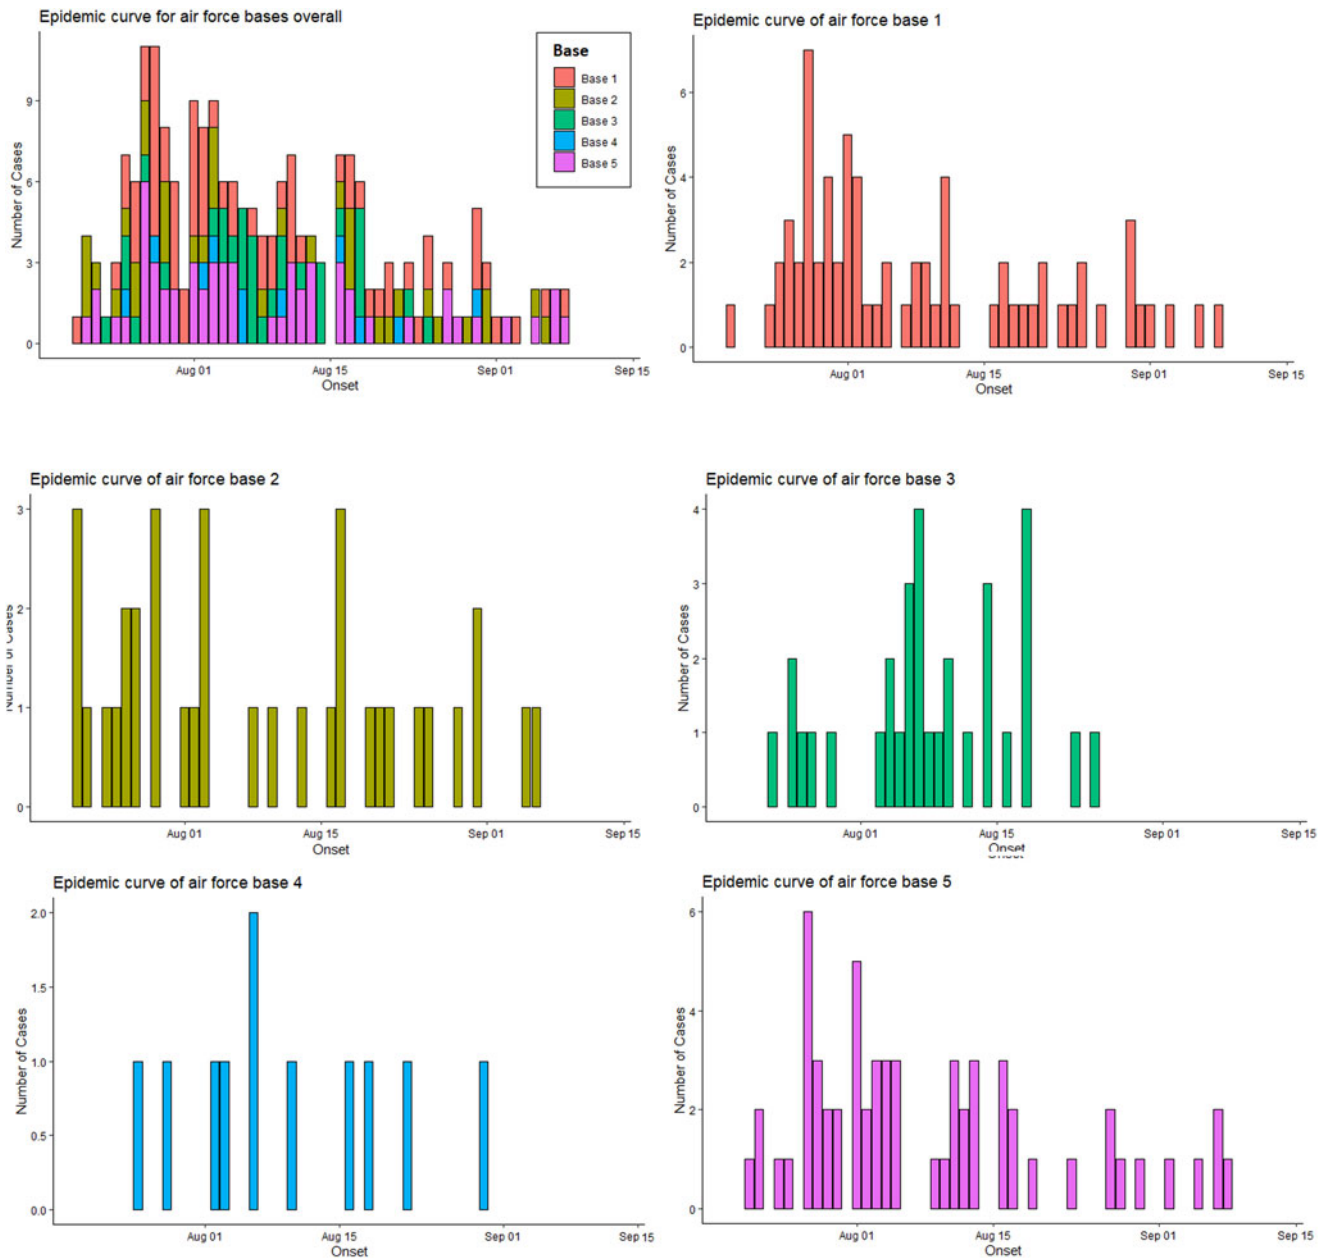 Epidemic curve for air force bases overall
Number of Cases
9
6
3
0
Aug 01
Aug 15
Sep 01
Sep 15
Onset
Base
Base 1
Base 2
Base 3
Base 4
Base 5
Epidemic curve of air force base 1
Number of Cases
6
4
2
0
Aug 01
Aug 15
Sep 01
Sep 15
Onset
Epidemic curve of air force base 2
Number of Cases
3
2
1
0
Aug 01
Aug 15
Sep 01
Sep 15
Onset
Epidemic curve of air force base 3
Number of Cases
4
3
2
1
0
Aug 01
Aug 15
Sep 01
Sep 15
Onset
Epidemic curve of air force base 4
Number of Cases
2.0
1.5
1.0
0.5
0.0
Aug 01
Aug 15
Sep 01
Sep 15
Onset
Epidemic curve of air force base 5
Number of Cases
6
4
2
0
Aug 01
Aug 15
Sep 01
Sep 15
Onset